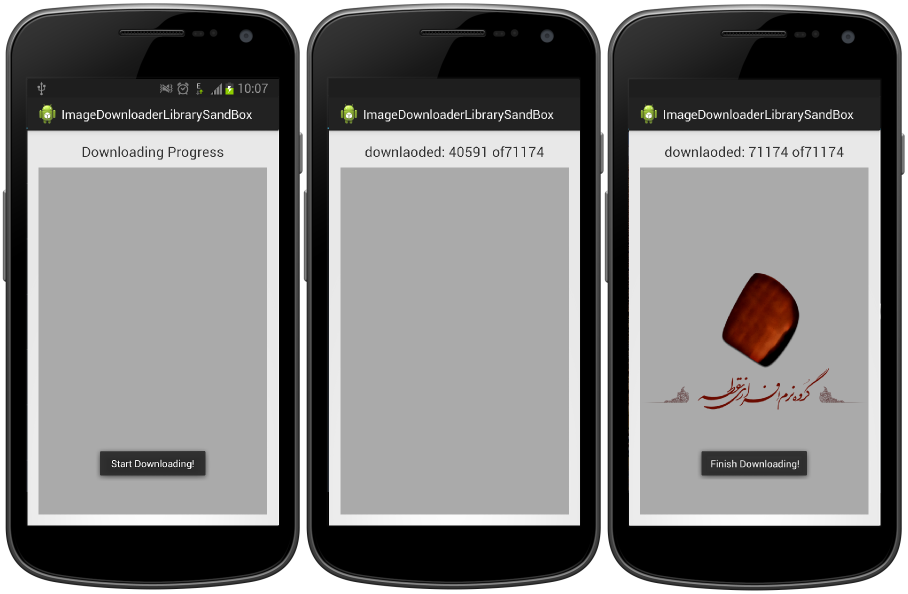 10:07
ImageDownloaderLibrarySandBox
Downloading Progress
Start Downloading!
ImageDownloaderLibrarySandBox
downlaoded: 40591 of71174
ImageDownloaderLibrarySandBox
downlaoded: 71174 of71174
گروه نرم افزاری نقطه
Finish Downloading!